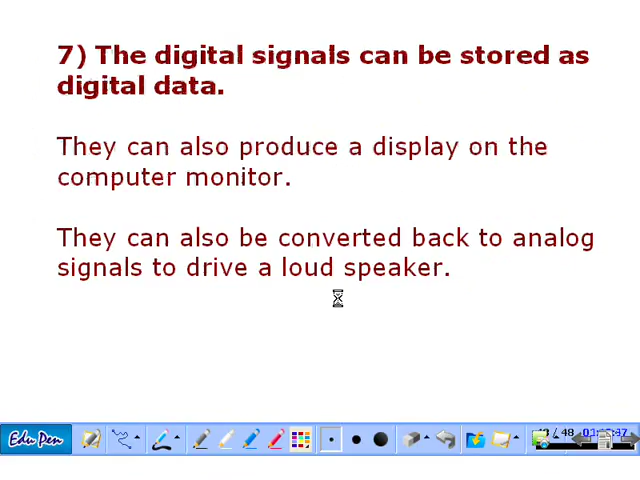 7) The digital signals can be stored as
digital data.
They can also produce a display on the
computer monitor.
They can also be converted back to analog
signals to drive a loud speaker.
Edu Pen
/ 48